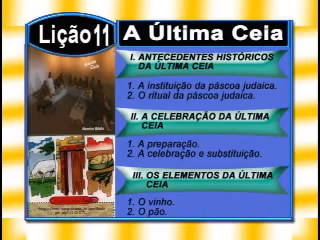 Lição 11
A Última Ceia
I. ANTECEDENTES HISTÓRICOS
DA ÚLTIMA CEIA
1. A instituição da páscoa judaica.
2. O ritual da páscoa judaica.
II. A CELEBRAÇÃO DA ÚLTIMA
CEIA
1. A preparação.
2. A celebração e substituição.
III. OS ELEMENTOS DA ÚLTIMA
CEIA
1. O vinho.
2. O pão.